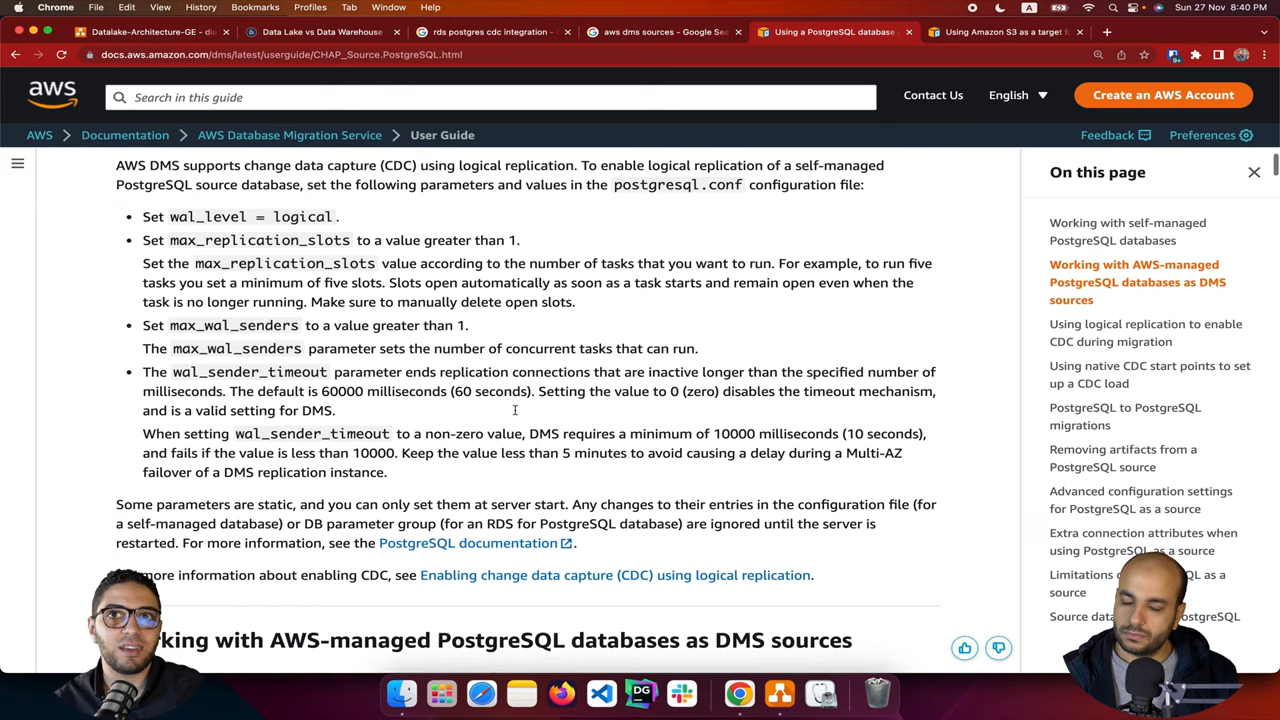 Chrome File Edit View History Bookmarks Profiles Tab Window Help Sun 27 Nov 8:40 PM
Datalake-Architecture-GE - dia
Data Lake vs Data Warehouse
rds postgres cdc integration -
aws dms sources - Google Sea
Using a PostgreSQL database
Using Amazon S3 as a target f
docs.aws.amazon.com/dms/latest/userguide/CHAP_Source.PostgreSQL.html
aws
Search in this guide
Contact Us
English
Create an AWS Account
AWS > Documentation > AWS Database Migration Service > User Guide
Feedback
Preferences
AWS DMS supports change data capture (CDC) using logical replication. To enable logical replication of a self-managed
PostgreSQL source database, set the following parameters and values in the postgresql.conf configuration file:
• Set wal_level = logical.
• Set max_replication_slots to a value greater than 1.
Set the max_replication_slots value according to the number of tasks that you want to run. For example, to run five
tasks you set a minimum of five slots. Slots open automatically as soon as a task starts and remain open even when the
task is no longer running. Make sure to manually delete open slots.
• Set max_wal_senders to a value greater than 1.
The max_wal_senders parameter sets the number of concurrent tasks that can run.
• The wal_sender_timeout parameter ends replication connections that are inactive longer than the specified number of
milliseconds. The default is 60000 milliseconds (60 seconds). Setting the value to 0 (zero) disables the timeout mechanism,
and is a valid setting for DMS.
When setting wal_sender_timeout to a non-zero value, DMS requires a minimum of 10000 milliseconds (10 seconds),
and fails if the value is less than 10000. Keep the value less than 5 minutes to avoid causing a delay during a Multi-AZ
failover of a DMS replication instance.
Some parameters are static, and you can only set them at server start. Any changes to their entries in the configuration file (for
a self-managed database) or DB parameter group (for an RDS for PostgreSQL database) are ignored until the server is
restarted. For more information, see the PostgreSQL documentation.
more information about enabling CDC, see Enabling change data capture (CDC) using logical replication.
king with AWS-managed PostgreSQL databases as DMS sources
On this page
Working with self-managed
PostgreSQL databases
Working with AWS-managed
PostgreSQL databases as DMS
sources
Using logical replication to enable
CDC during migration
Using native CDC start points to set
up a CDC load
PostgreSQL to PostgreSQL
migrations
Removing artifacts from a
PostgreSQL source
Advanced configuration settings
for PostgreSQL as a source
Extra connection attributes when
using PostgreSQL as a source
Limitations SQL as a
source
Source data
DG